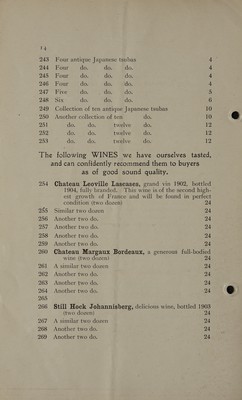 14
243 Four antique Japanese tsubas 4
244 Four do. do. do. 4
245 Four do. do. do. 4
246 Four do. do. do. 4
247 Five do. do. do. 5
248 Six do. do. do. 6
249 Collection of ten antique Japanese tsubas 10
250 Another collection of ten do. 10
251 do. do. twelve do. 12
252 do. do. twelve do. 12
253 do. do. twelve do. 12
The following WINES we have ourselves tasted,
and can confidently recommend them to buyers
as of good sound quality.
254 Chateau Leoville Lascases, grand vin 1902, bottled
1904, fully branded. This wine is of the second high-
est growth of France and will be found in perfect
condition (two dozen) 24
255 Similar two dozen 24
256 Another two do. 24
257 Another two do. 24
258 Another two do. 24
259 Another two do. 24
260 Chateau Margaux Bordeaux, a generous full-bodied
wine (two dozen) 24
261 A similar two dozen 24
262 Another two do. 24
263 Another two do. 24
264 Another two do. 24
265
266 Still Hock Johannisberg, delicious wine, bottled 1903
(two dozen) 24
267 A similar two dozen 24
268 Another two do. 24
269 Another two do. 24